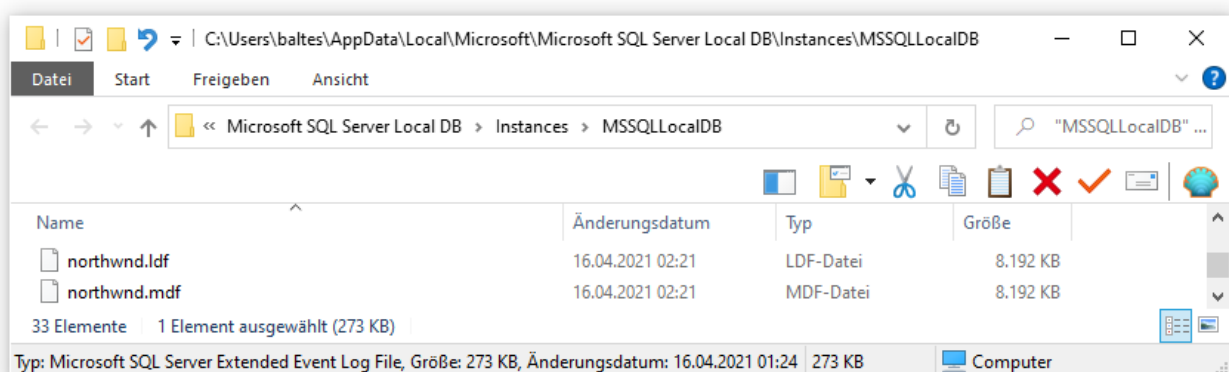 C:\Users\baltes\AppData\Local\Microsoft\Microsoft SQL Server Local DB\Instances\MSSQLLocalDB
Datei Start Freigeben Ansicht
« Microsoft SQL Server Local DB > Instances > MSSQLLocalDB "MSSQLLocalDB" ...
Name Änderungsdatum Typ Größe
northwnd.ldf 16.04.2021 02:21 LDF-Datei 8.192 KB
northwnd.mdf 16.04.2021 02:21 MDF-Datei 8.192 KB
33 Elemente 1 Element ausgewählt (273 KB)
Typ: Microsoft SQL Server Extended Event Log File, Größe: 273 KB, Änderungsdatum: 16.04.2021 01:24 273 KB Computer